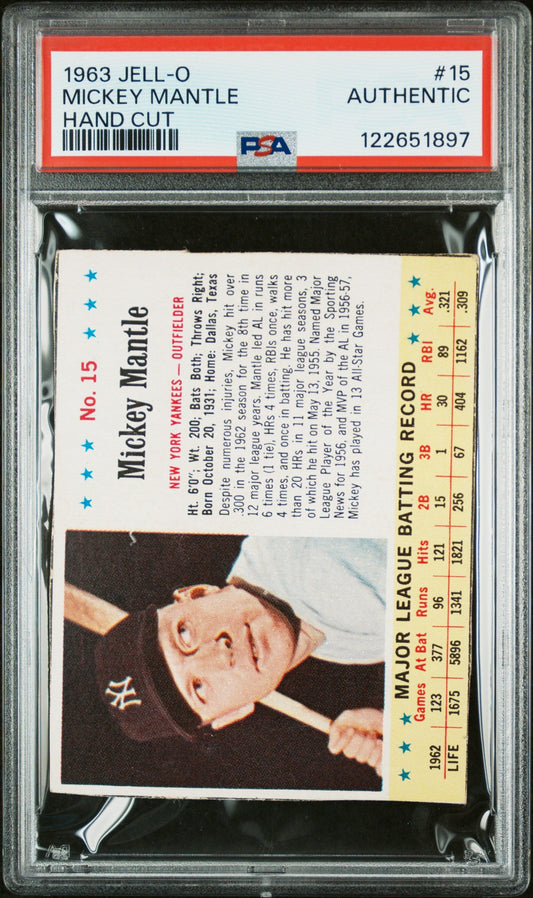 1963 JELL-O
#15
MICKEY MANTLE
AUTHENTIC
HAND CUT
PSA
122651897
No. 15
Mickey Mantle
NEW YORK YANKEES — OUTFIELDER
Ht. 6'0"; Wt. 200; Bats Both; Throws Right;
Born October 20, 1931; Home: Dallas, Texas
Despite numerous injuries, Mickey hit over
.300 in the 1962 season for the 8th time in
12 major league years. Mantle led AL in runs
6 times (1 tie), HRs 4 times, RBIs once, walks
4 times, and once in batting. He has hit more
than 20 HRs in 11 major league seasons, 3
of which he hit on May 13, 1955. Named Major
League Player of the Year by the Sporting
News for 1956, and MVP of the AL in 1956-57,
Mickey has played in 13 All-Star Games.
NY
MAJOR LEAGUE BATTING RECORD
Games At Bat Runs Hits 2B 3B HR RBI Avg.
1962 123 377 96 121 15 1 30 89 .321
LIFE 1675 5896 1341 1821 256 67 404 1162 .309